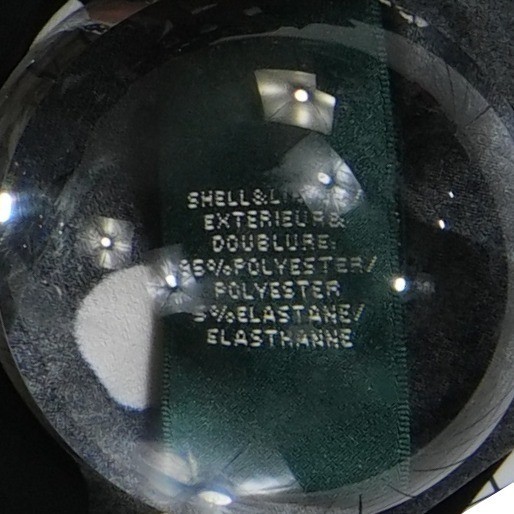 SHELL&
EXTERIEUR&
DOUBLURE:
95%POLYESTER/
POLYESTER
5%ELASTANE/
ELASTHANNE